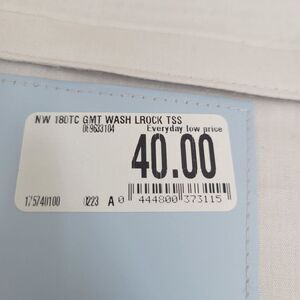 NW 180TC GMT WASH LROCK TSS
069633104
Everyday low price
40.00
175740100 0223 A 0 444800 373115